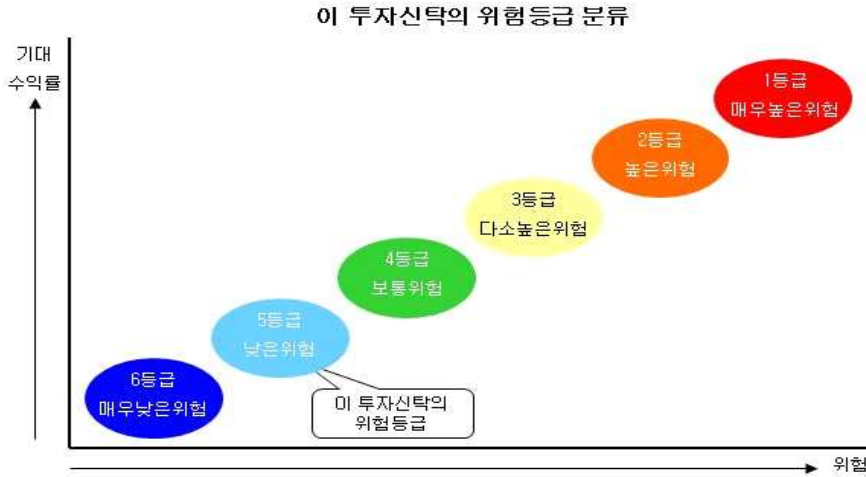 이 투자신탁의 위험등급 분류
기대
수익률
1등급
매우높은위험
2등급
높은위험
3등급
다소높은위험
4등급
보통위험
5등급
낮은위험
6등급
매우낮은위험
이 투자신탁의
위험등급
위험